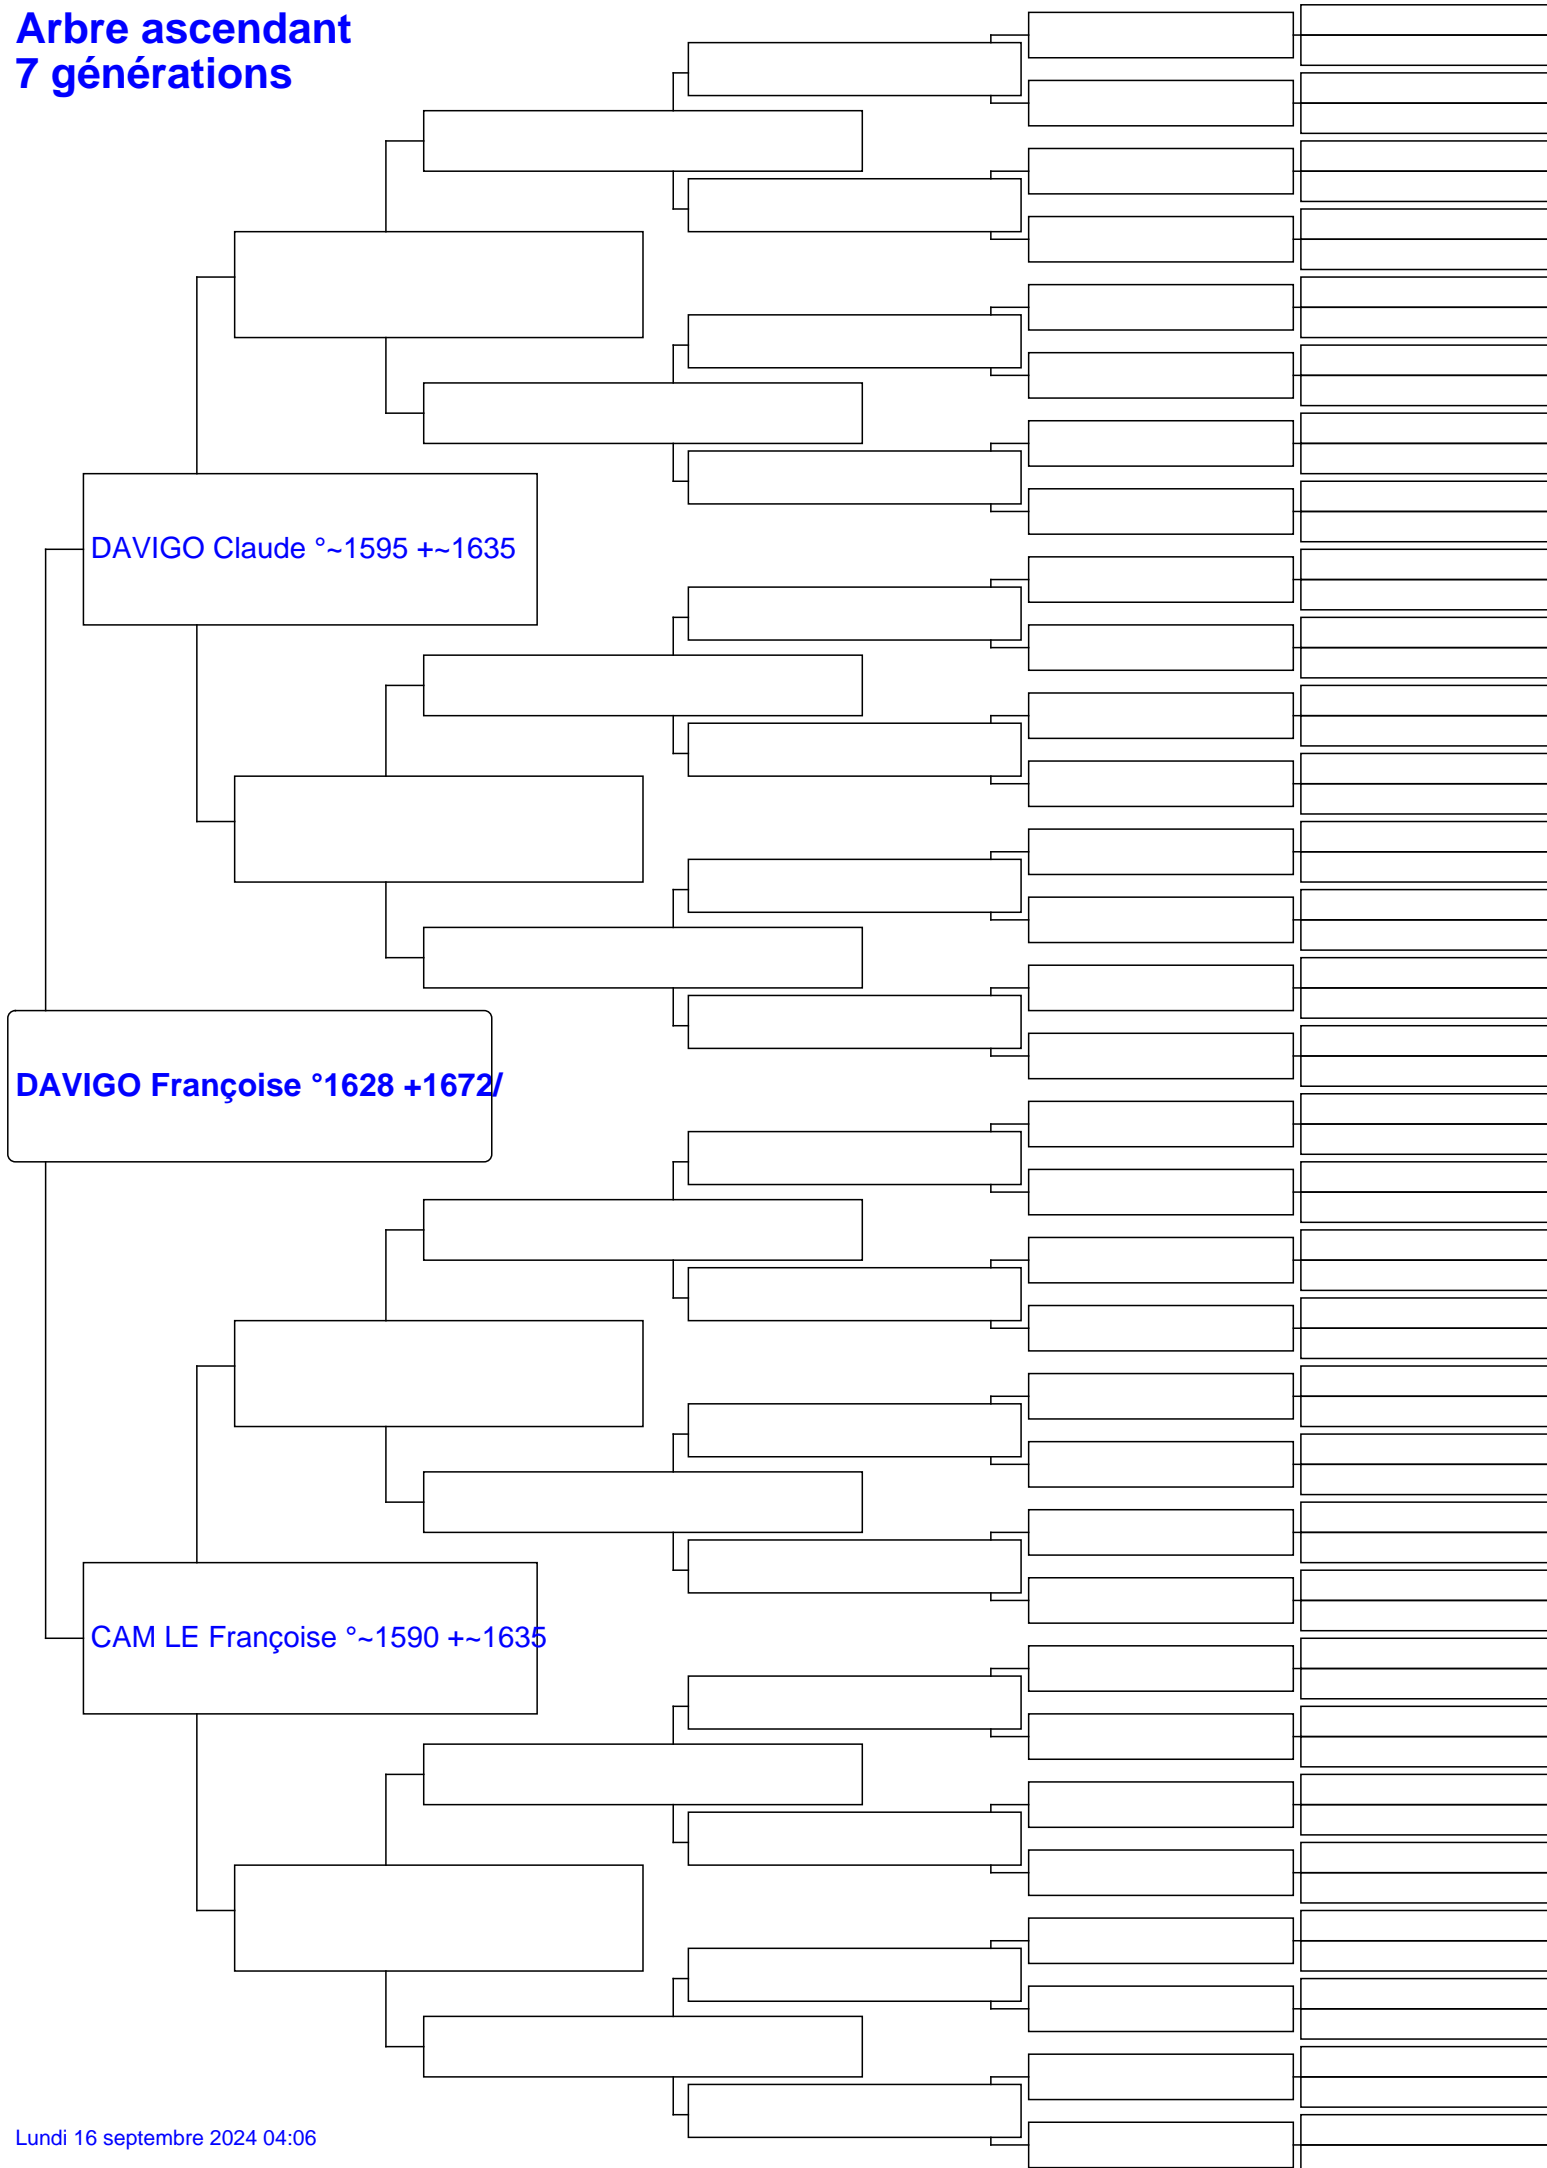 Arbre ascendant
7 générations
DAVIGO Claude °~1595 +~1635
DAVIGO Françoise °1628 +1672/
CAM LE Françoise °~1590 +~1635
Lundi 16 septembre 2024 04:06